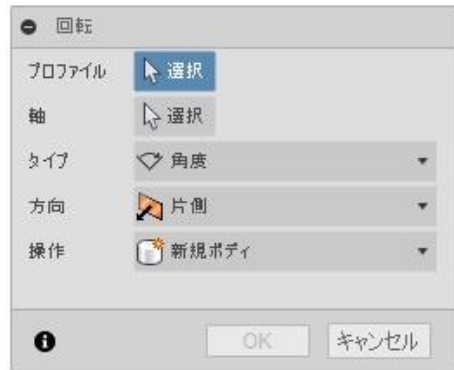 回転
プロファイル 選択
軸 選択
タイプ 角度
方向 片側
操作 新規ボディ
OK キャンセル